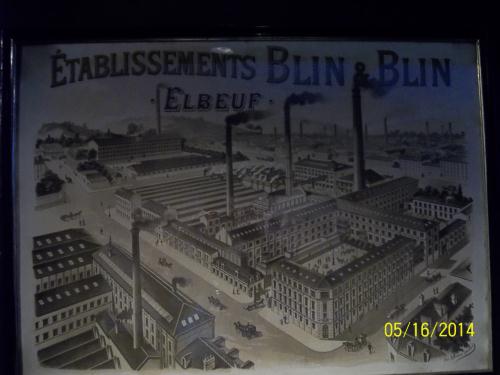 ÉTABLISSEMENTS BLIN & BLIN
· ELBEUF ·
05/16/2014